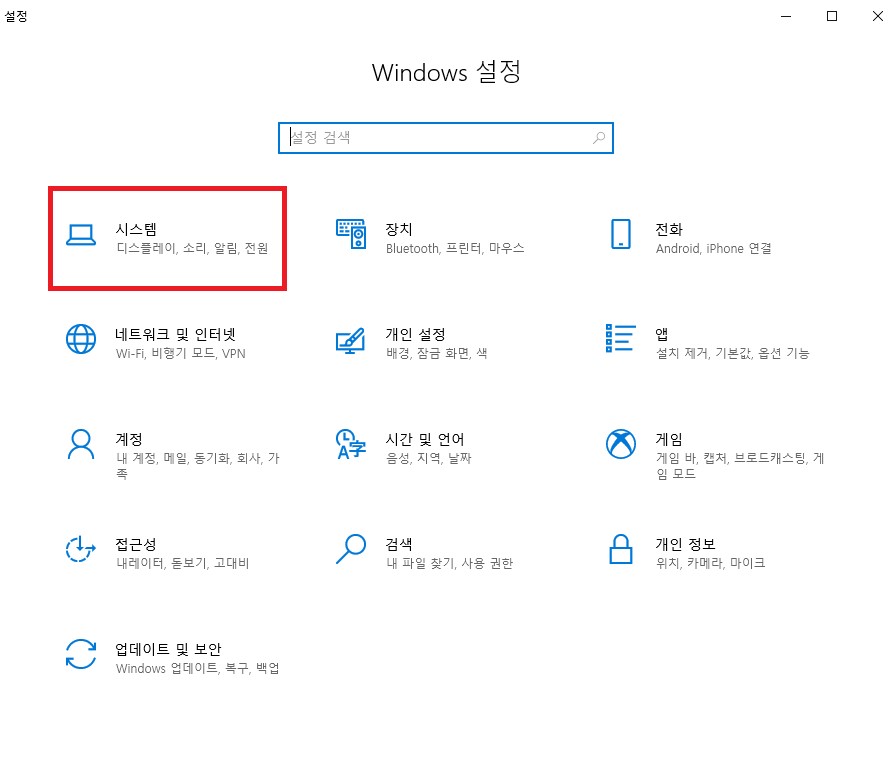 설정
Windows 설정
설정 검색
시스템
디스플레이, 소리, 알림, 전원
장치
Bluetooth, 프린터, 마우스
전화
Android, iPhone 연결
네트워크 및 인터넷
Wi-Fi, 비행기 모드, VPN
개인 설정
배경, 잠금 화면, 색
앱
설치 제거, 기본값, 옵션 기능
계정
내 계정, 메일, 동기화, 회사, 가
족
시간 및 언어
음성, 지역, 날짜
게임
게임 바, 캡처, 브로드캐스팅, 게
임 모드
접근성
내레이터, 돋보기, 고대비
검색
내 파일 찾기, 사용 권한
개인 정보
위치, 카메라, 마이크
업데이트 및 보안
Windows 업데이트, 복구, 백업